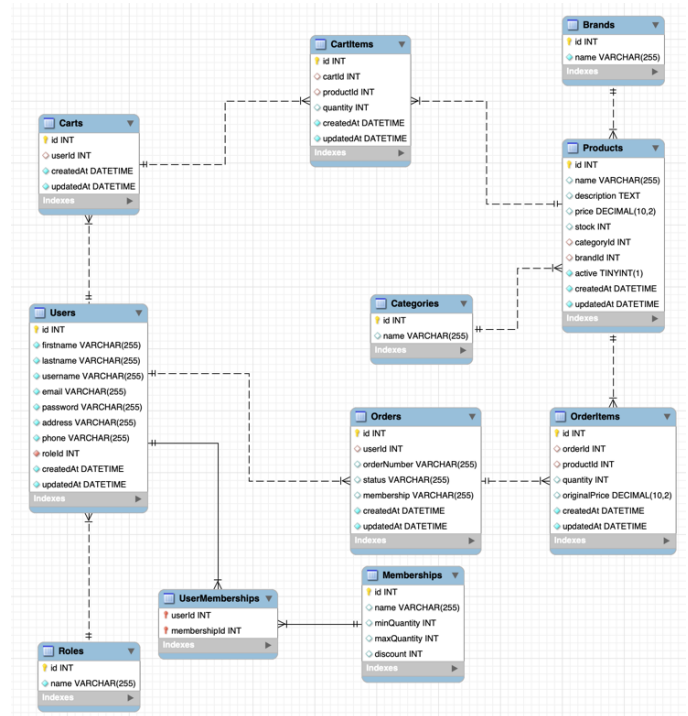 CartItems
id INT
cartId INT
productId INT
quantity INT
createdAt DATETIME
updatedAt DATETIME
Indexes
Brands
id INT
name VARCHAR(255)
Indexes
Carts
id INT
userId INT
createdAt DATETIME
updatedAt DATETIME
Indexes
Products
id INT
name VARCHAR(255)
description TEXT
price DECIMAL(10,2)
stock INT
categoryId INT
brandId INT
active TINYINT(1)
createdAt DATETIME
updatedAt DATETIME
Indexes
Categories
id INT
name VARCHAR(255)
Indexes
Users
id INT
firstname VARCHAR(255)
lastname VARCHAR(255)
username VARCHAR(255)
email VARCHAR(255)
password VARCHAR(255)
address VARCHAR(255)
phone VARCHAR(255)
roleId INT
createdAt DATETIME
updatedAt DATETIME
Indexes
Orders
id INT
userId INT
orderNumber VARCHAR(255)
status VARCHAR(255)
membership VARCHAR(255)
createdAt DATETIME
updatedAt DATETIME
Indexes
OrderItems
id INT
orderId INT
productId INT
quantity INT
originalPrice DECIMAL(10,2)
createdAt DATETIME
updatedAt DATETIME
Indexes
UserMemberships
userId INT
membershipId INT
Indexes
Memberships
id INT
name VARCHAR(255)
minQuantity INT
maxQuantity INT
discount INT
Indexes
Roles
id INT
name VARCHAR(255)
Indexes